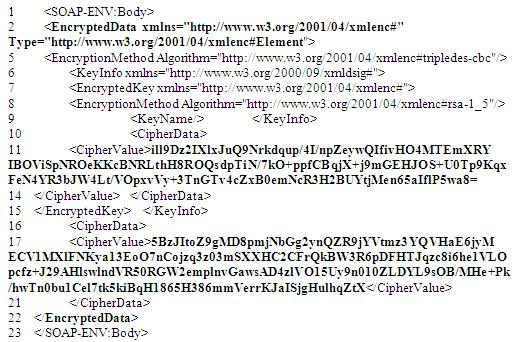 1 <SOAP-ENV:Body>
2 <EncryptedData xmlns="http://www.w3.org/2001/04/xmlenc#"
Type="http://www.w3.org/2001/04/xmlenc#Element">
5 <EncryptionMethod Algorithm="http://www.w3.org/2001/04/xmlenc#tripledes-cbc"/>
6 <KeyInfo xmlns="http://www.w3.org/2000/09/xmldsig#">
7 <EncryptedKey xmlns="http://www.w3.org/2001/04/xmlenc#">
8 <EncryptionMethod Algorithm="http://www.w3.org/2001/04/xmlenc#rsa-1_5"/>
9 <KeyName/> </KeyInfo>
10 <CipherData>
11 <CipherValue>ill9Dz2IXIxJuQ9Nrkdqup/4I/npZeywQIfivHO4MTEmXRY
IBOViSpNROeKKcBNRLthH8ROQsdpTiN/7kO+ppfCBqjX+j9mGEHJOS+U0Tp9Kqx
FeN4YR3bJW4Lt/VOpxvVy+3TnGTv4cZxB0emNcR3H2BUYtjMen65aIflP5wa8=
14 </CipherValue> </CipherData>
15 </EncryptedKey> </KeyInfo>
16 <CipherData>
17 <CipherValue>5BzJItoZ9gMD8pmjNbGg2ynQZR9jYVtmz3YQVHaE6jyM
ECV1MXlFNKya13EoO7nCojzq3z03mSXXHC2CFrQkBW3R6pDFHTJqzc8i6he1VLO
pcfz+J29AHlswlndVR50RGW2emplnvGawsAD4zlVO15Uy9n010ZLDYL9sOB/MHe+Pk
/hwTn0bu1Cel7tk5kiBqH1865H386mmVerrKJaISjgHulhqZtX</CipherValue>
21 </CipherData>
22 </EncryptedData>
23 </SOAP-ENV:Body>